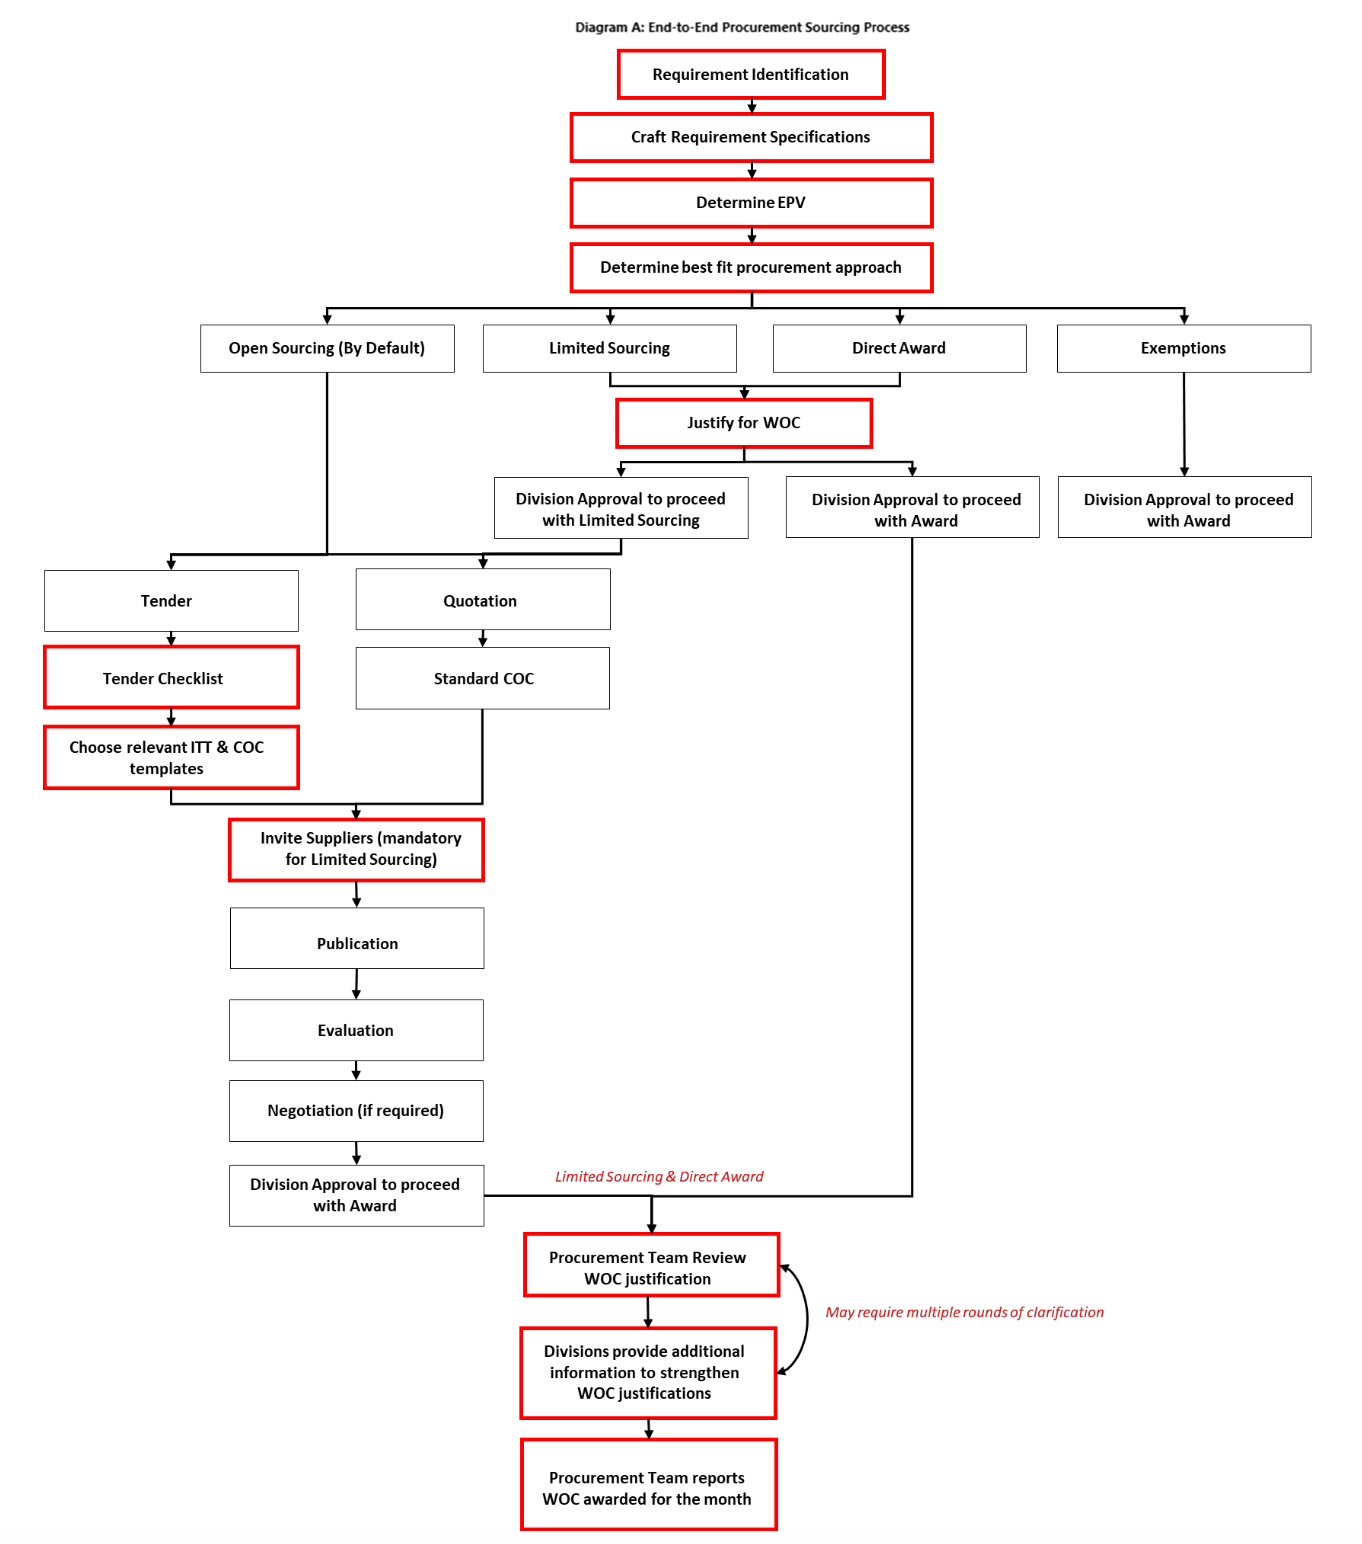 Diagram A: End-to-End Procurement Sourcing Process
Requirement Identification
Craft Requirement Specifications
Determine EPV
Determine best fit procurement approach
Open Sourcing (By Default)
Limited Sourcing
Direct Award
Exemptions
Justify for WOC
Division Approval to proceed
with Limited Sourcing
Division Approval to proceed
with Award
Division Approval to proceed
with Award
Tender
Quotation
Tender Checklist
Standard COC
Choose relevant ITT & COC
templates
Invite Suppliers (mandatory
for Limited Sourcing)
Publication
Evaluation
Negotiation (if required)
Division Approval to proceed
with Award
Limited Sourcing & Direct Award
Procurement Team Review
WOC justification
May require multiple rounds of clarification
Divisions provide additional
information to strengthen
WOC justifications
Procurement Team reports
WOC awarded for the month